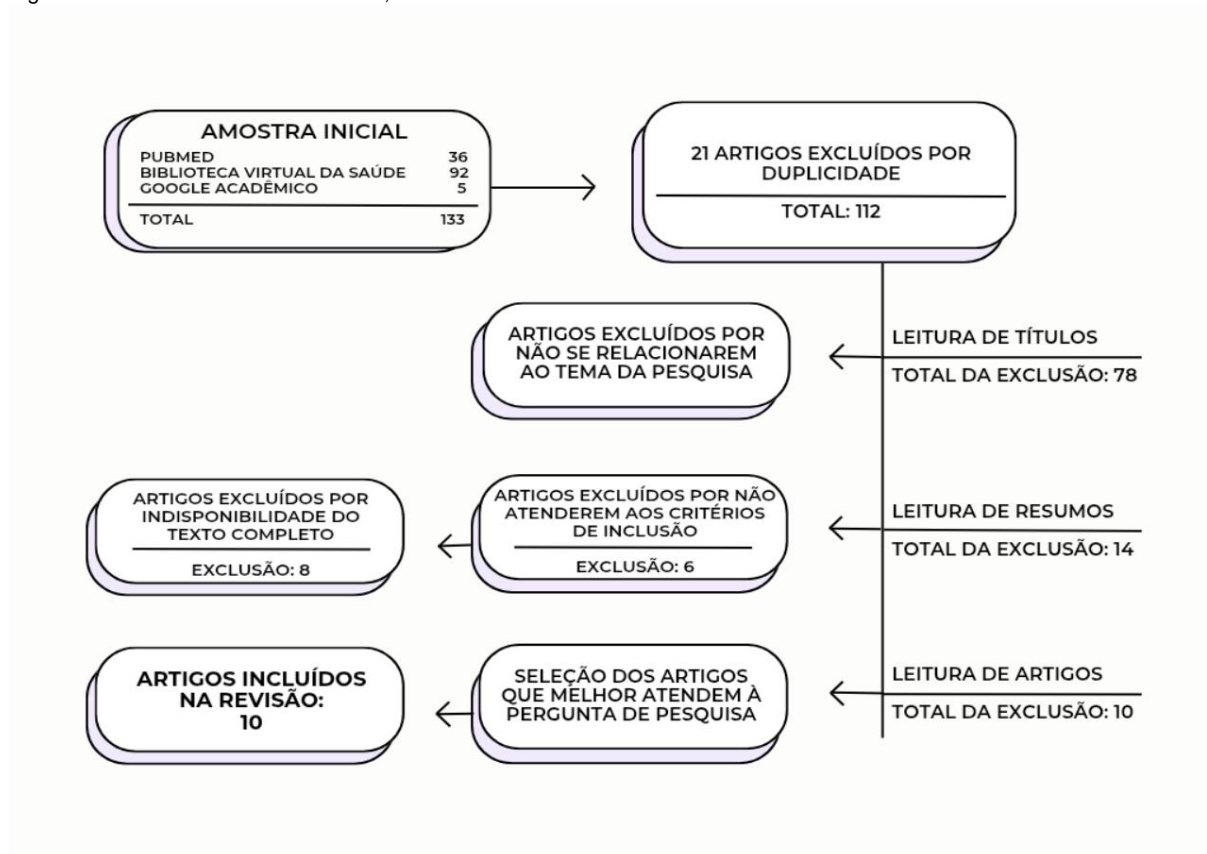 AMOSTRA INICIAL
PUBMED 36
BIBLIOTECA VIRTUAL DA SAÚDE 92
GOOGLE ACADÊMICO 5
TOTAL 133
21 ARTIGOS EXCLUÍDOS POR
DUPLICIDADE
TOTAL: 112
LEITURA DE TÍTULOS
TOTAL DA EXCLUSÃO: 78
ARTIGOS EXCLUÍDOS POR
NÃO SE RELACIONAREM
AO TEMA DA PESQUISA
LEITURA DE RESUMOS
TOTAL DA EXCLUSÃO: 14
ARTIGOS EXCLUÍDOS POR NÃO
ATENDEREM AOS CRITÉRIOS
DE INCLUSÃO
EXCLUSÃO: 6
ARTIGOS EXCLUÍDOS POR
INDISPONIBILIDADE DO
TEXTO COMPLETO
EXCLUSÃO: 8
LEITURA DE ARTIGOS
TOTAL DA EXCLUSÃO: 10
SELEÇÃO DOS ARTIGOS
QUE MELHOR ATENDEM À
PERGUNTA DE PESQUISA
ARTIGOS INCLUÍDOS
NA REVISÃO:
10